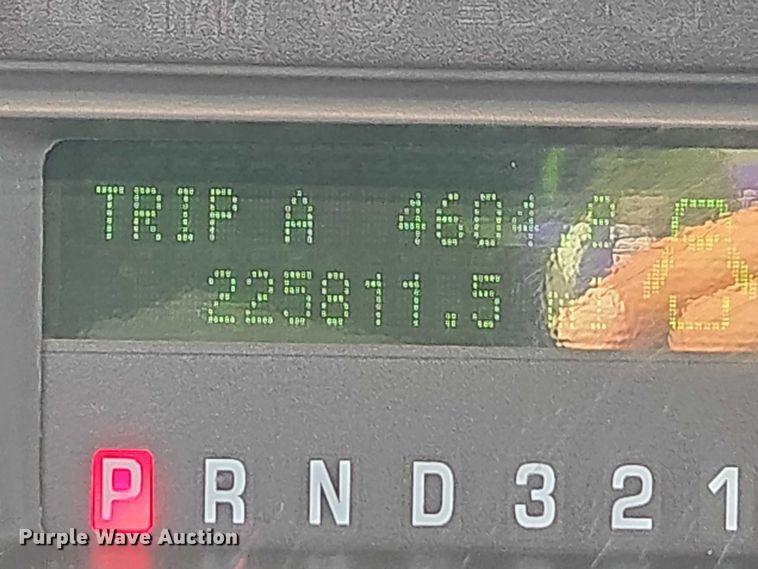 TRIP A 4604.8
225811.5
P R N D 3 2 1
Purple Wave Auction